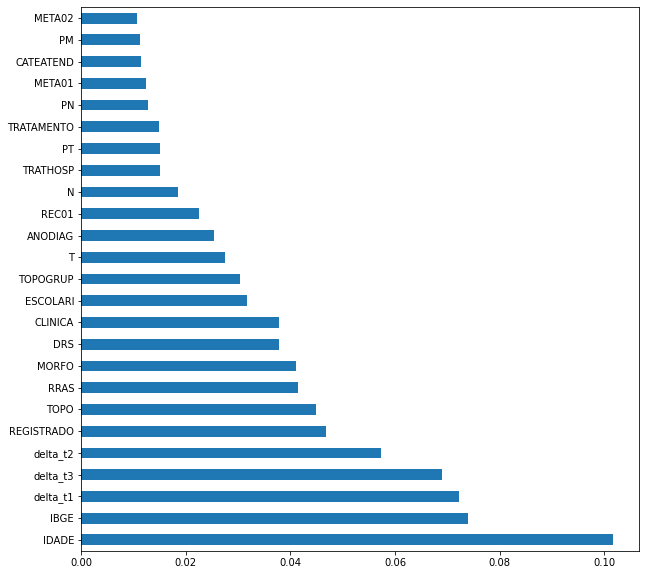 META02
PM
CATEATEND
META01
PN
TRATAMENTO
PT
TRATHOSP
N
REC01
ANODIAG
T
TOPOGRUP
ESCOLARI
CLINICA
DRS
MORFO
RRAS
TOPO
REGISTRADO
delta_t2
delta_t3
delta_t1
IBGE
IDADE
0.00 0.02 0.04 0.06 0.08 0.10